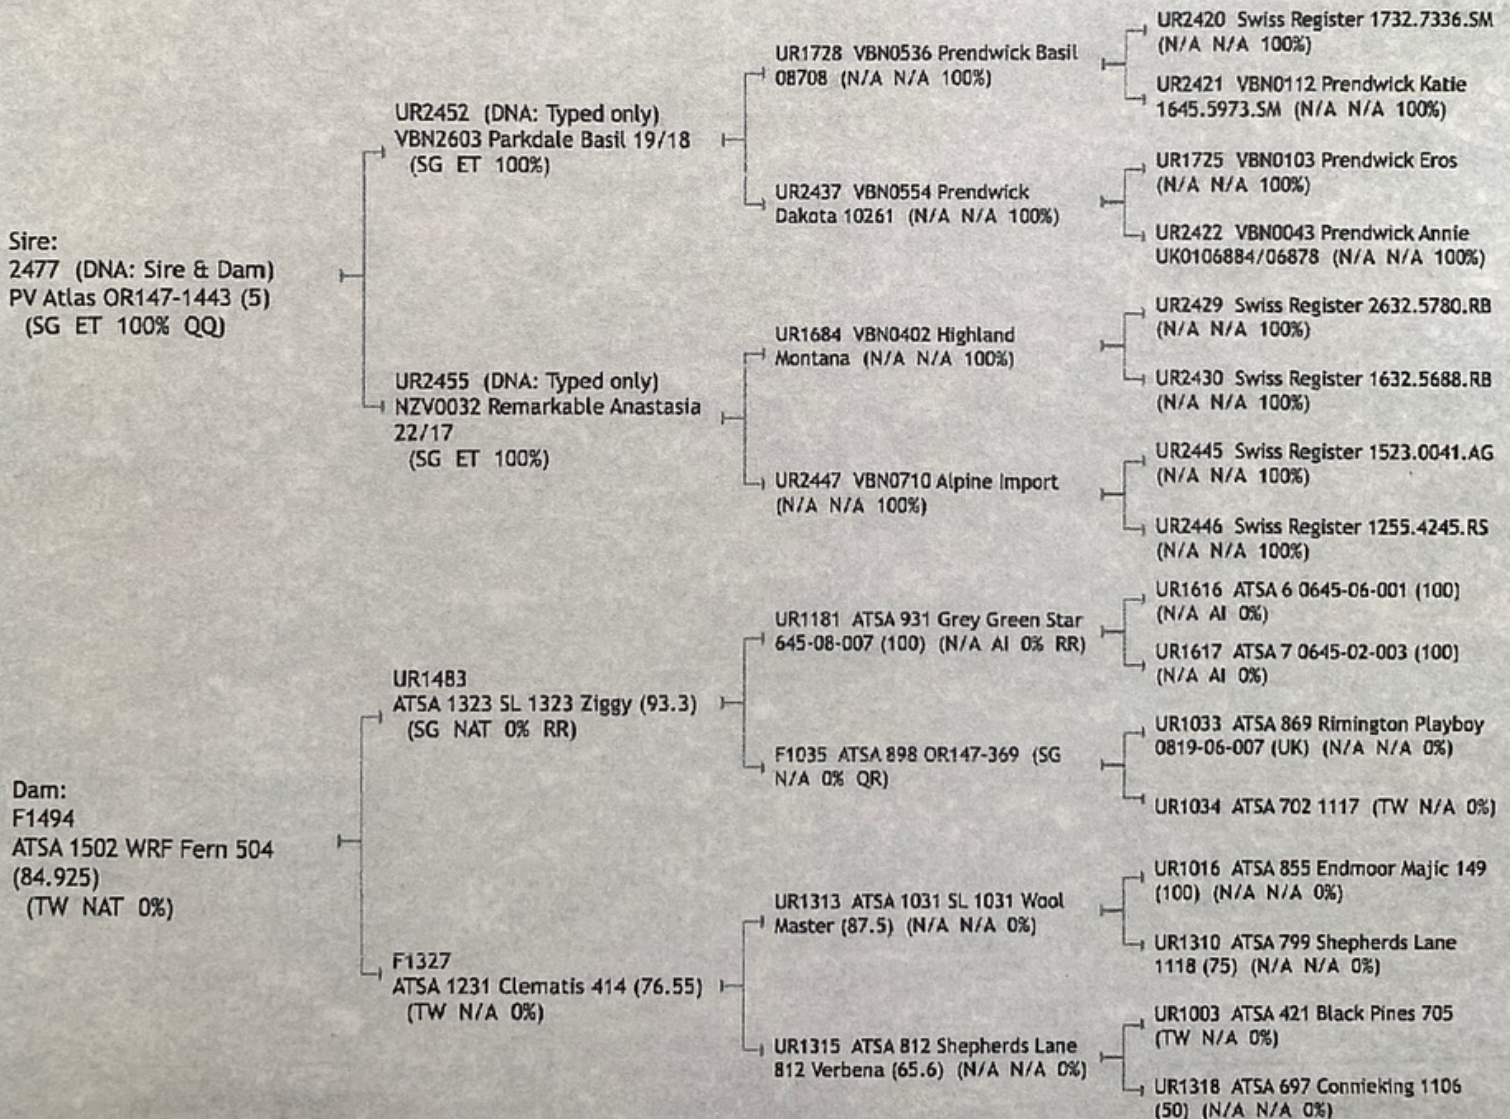 Sire:
2477 (DNA: Sire & Dam)
PV Atlas OR147-1443 (5)
(SG ET 100% QQ)
UR2452 (DNA: Typed only)
VBN2603 Parkdale Basil 19/18
(SG ET 100%)
UR1728 VBN0536 Prendwick Basil
08708 (N/A N/A 100%)
UR2420 Swiss Register 1732.7336.SM
(N/A N/A 100%)
UR2421 VBN0112 Prendwick Katie
1645.5973.SM (N/A N/A 100%)
UR2437 VBN0554 Prendwick
Dakota 10261 (N/A N/A 100%)
UR1725 VBN0103 Prendwick Eros
(N/A N/A 100%)
UR2422 VBN0043 Prendwick Annie
UK0106884/06878 (N/A N/A 100%)
UR2455 (DNA: Typed only)
NZV0032 Remarkable Anastasia
22/17
(SG ET 100%)
UR1684 VBN0402 Highland
Montana (N/A N/A 100%)
UR2429 Swiss Register 2632.5780.RB
(N/A N/A 100%)
UR2430 Swiss Register 1632.5688.RB
(N/A N/A 100%)
UR2447 VBN0710 Alpine Import
(N/A N/A 100%)
UR2445 Swiss Register 1523.0041.AG
(N/A N/A 100%)
UR2446 Swiss Register 1255.4245.RS
(N/A N/A 100%)
Dam:
F1494
ATSA 1502 WRF Fern 504
(84.925)
(TW NAT 0%)
UR1483
ATSA 1323 SL 1323 Ziggy (93.3)
(SG NAT 0% RR)
UR1181 ATSA 931 Grey Green Star
645-08-007 (100) (N/A AI 0% RR)
UR1616 ATSA 6 0645-06-001 (100)
(N/A AI 0%)
UR1617 ATSA 7 0645-02-003 (100)
(N/A AI 0%)
F1035 ATSA 898 OR147-369 (SG
N/A 0% QR)
UR1033 ATSA 869 Rimington Playboy
0819-06-007 (UK) (N/A N/A 0%)
UR1034 ATSA 702 1117 (TW N/A 0%)
F1327
ATSA 1231 Clematis 414 (76.55)
(TW N/A 0%)
UR1313 ATSA 1031 SL 1031 Wool
Master (87.5) (N/A N/A 0%)
UR1016 ATSA 855 Endmoor Majic 149
(100) (N/A N/A 0%)
UR1310 ATSA 799 Shepherds Lane
1118 (75) (N/A N/A 0%)
UR1315 ATSA 812 Shepherds Lane
812 Verbena (65.6) (N/A N/A 0%)
UR1003 ATSA 421 Black Pines 705
(TW N/A 0%)
UR1318 ATSA 697 Connieking 1106
(50) (N/A N/A 0%)